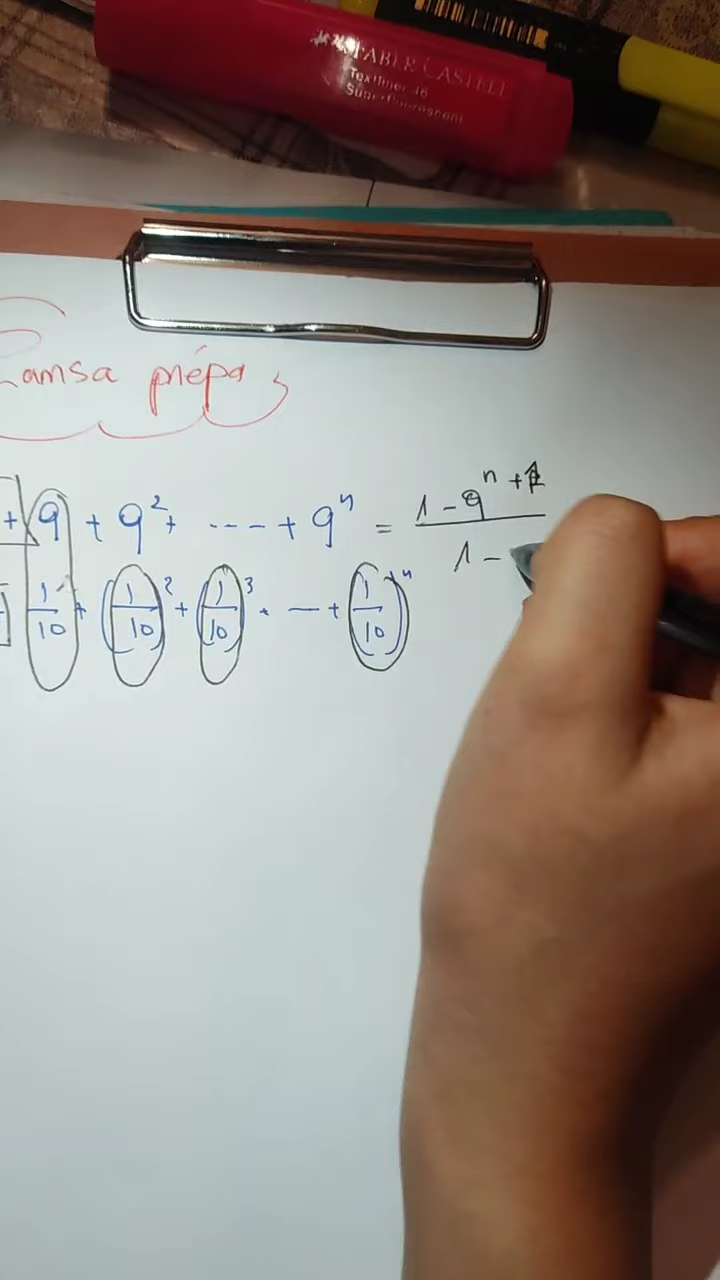 FABER CASTELL
Textliner 46
Superfluorescent
Lamsa prépa
+ q + q² + ---- + qⁿ = (1 - qⁿ⁺¹)/(1 -
1/10 + (1/10)² + (1/10)³ + — + (1/10)ⁿ